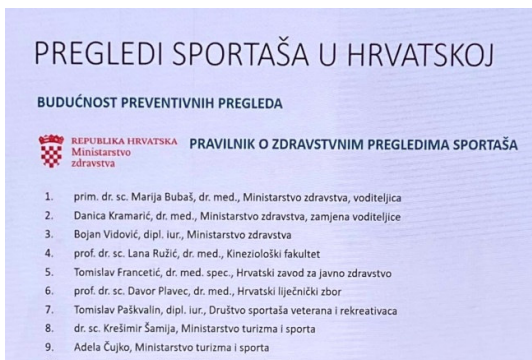 PREGLEDI SPORTAŠA U HRVATSKOJ
BUDUĆNOST PREVENTIVNIH PREGLEDA
REPUBLIKA HRVATSKA
Ministarstvo
zdravstva
PRAVILNIK O ZDRAVSTVNIM PREGLEDIMA SPORTAŠA
1. prim. dr. sc. Marija Bubaš, dr. med., Ministarstvo zdravstva, voditeljica
2. Danica Kramarić, dr. med., Ministarstvo zdravstva, zamjena voditeljice
3. Bojan Vidović, dipl. iur., Ministarstvo zdravstva
4. prof. dr. sc. Lana Ružić, dr. med., Kineziološki fakultet
5. Tomislav Francetić, dr. med. spec., Hrvatski zavod za javno zdravstvo
6. prof. dr. sc. Davor Plavec, dr. med., Hrvatski liječnički zbor
7. Tomislav Paškvalin, dipl. iur., Društvo sportaša veterana i rekreativaca
8. dr. sc. Krešimir Šamija, Ministarstvo turizma i sporta
9. Adela Čujko, Ministarstvo turizma i sporta